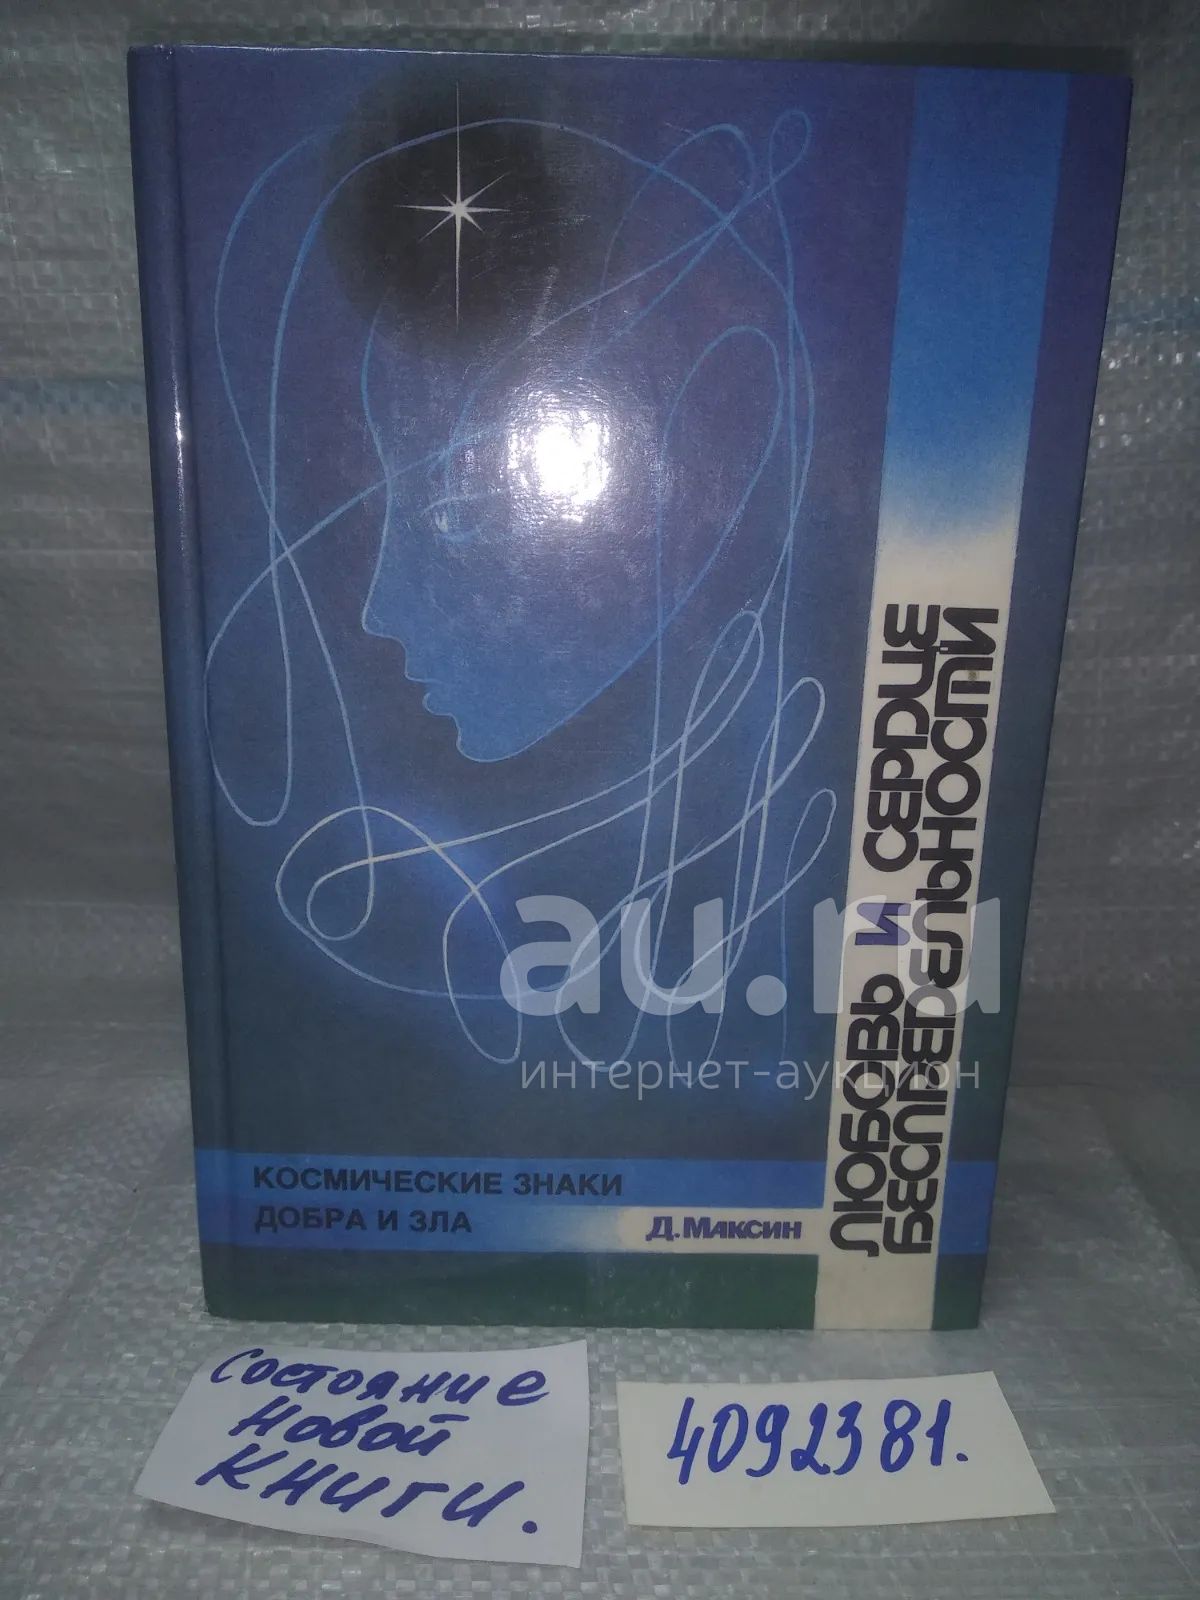 ЛЮБОВЬ И СЕРДЦЕ
БЕСПРЕДЕЛЬНОСТИ
КОСМИЧЕСКИЕ ЗНАКИ
ДОБРА И ЗЛА
Д. МАКСИН
au.ru
интернет-аукцион
Состояние
новой
книги.
4092381.